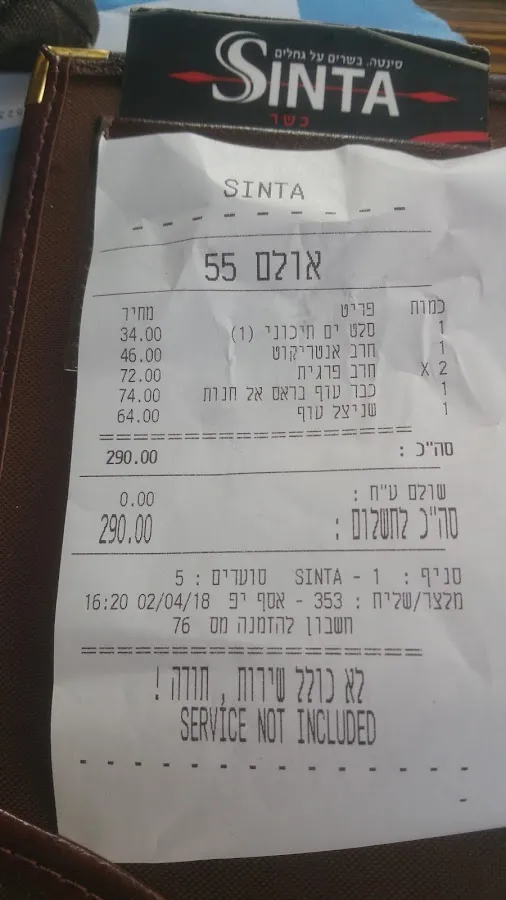 סינטה. בשרים על גחלים
SINTA
כשר
SINTA
אולם 55
כמות פריט מחיר
1 סלט ים תיכוני (1) 34.00
1 חרב אנטריקוט 46.00
2 X חרב פרגית 72.00
1 כבד עוף בראס אל חנות 74.00
1 שניצל עוף 64.00
סה"כ : 290.00
שולם ע"ח : 0.00
סה"כ לתשלום : 290.00
סניף : 1 - SINTA סועדים : 5
מלצר/שליח : 353 - אסף יפ 02/04/18 16:20
חשבון להזמנה מס 76
לא כולל שירות , תודה !
SERVICE NOT INCLUDED